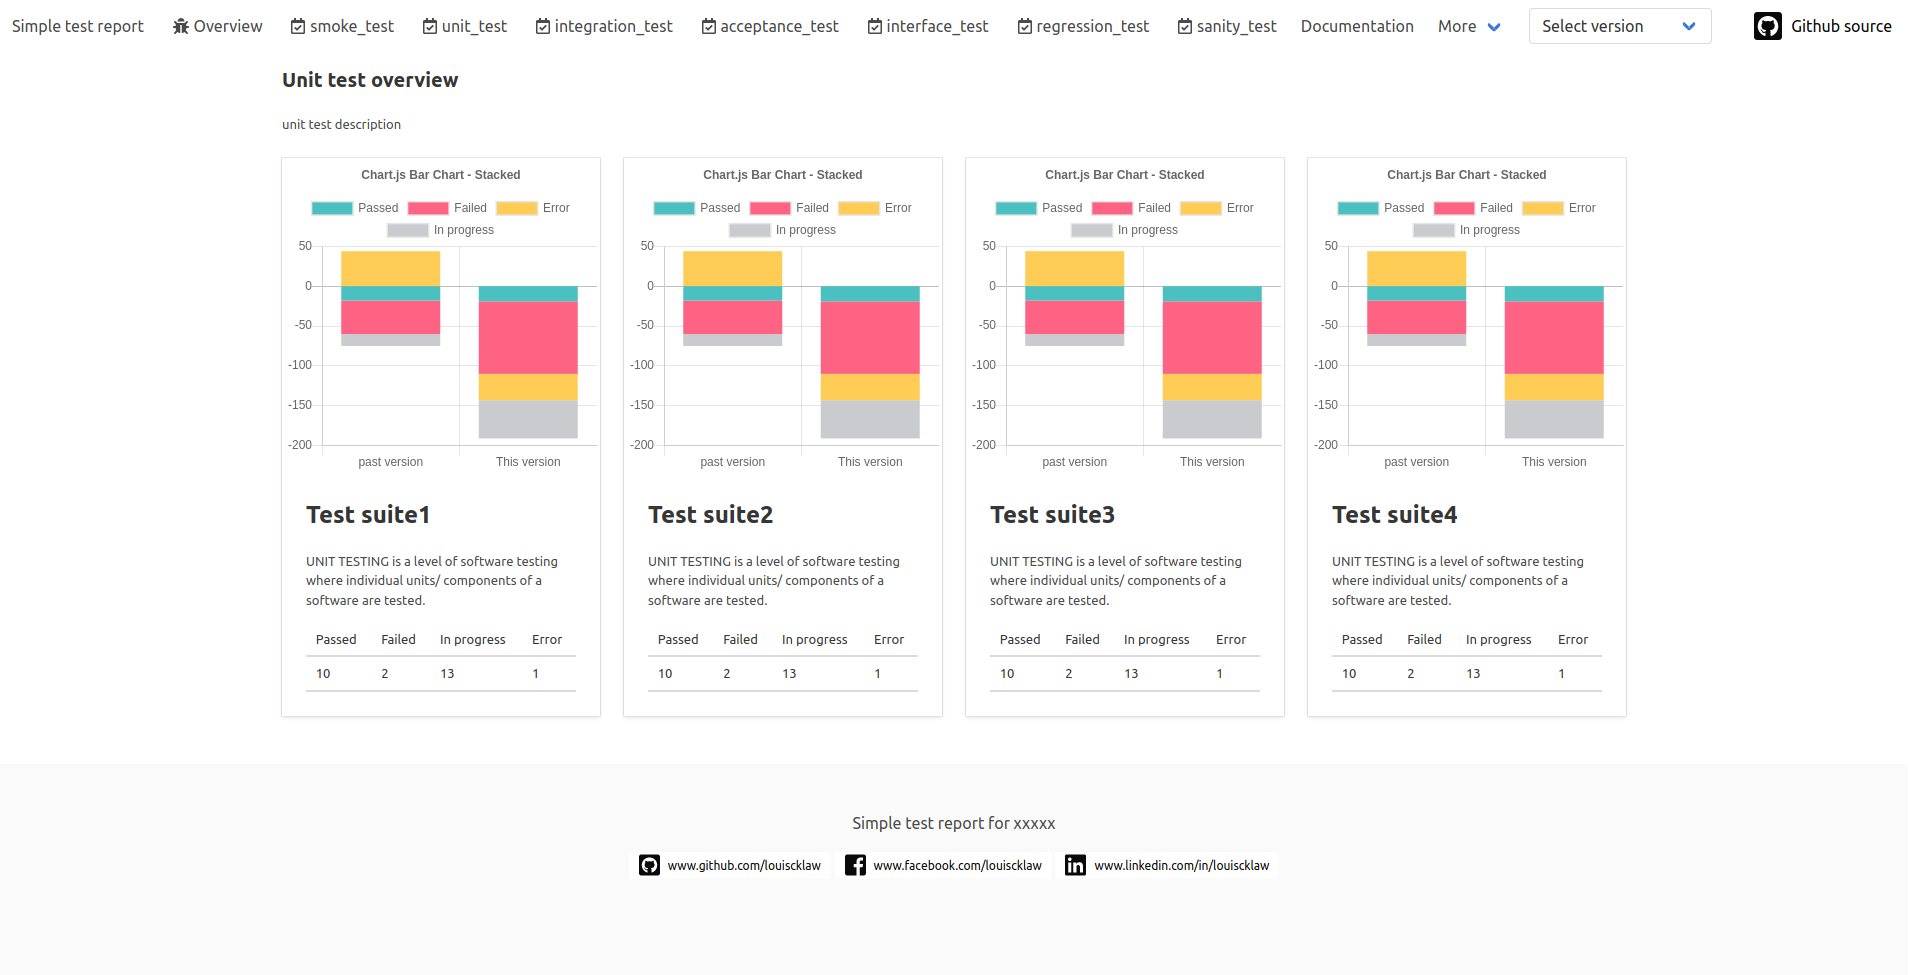 Simple test report Overview smoke_test unit_test integration_test acceptance_test interface_test regression_test sanity_test Documentation More Select version Github source
Unit test overview
unit test description
Chart.js Bar Chart - Stacked
Passed Failed Error
In progress
50
0
-50
-100
-150
-200
past version This version
Test suite1
UNIT TESTING is a level of software testing
where individual units/ components of a
software are tested.
Passed Failed In progress Error
10 2 13 1
Chart.js Bar Chart - Stacked
Passed Failed Error
In progress
50
0
-50
-100
-150
-200
past version This version
Test suite2
UNIT TESTING is a level of software testing
where individual units/ components of a
software are tested.
Passed Failed In progress Error
10 2 13 1
Chart.js Bar Chart - Stacked
Passed Failed Error
In progress
50
0
-50
-100
-150
-200
past version This version
Test suite3
UNIT TESTING is a level of software testing
where individual units/ components of a
software are tested.
Passed Failed In progress Error
10 2 13 1
Chart.js Bar Chart - Stacked
Passed Failed Error
In progress
50
0
-50
-100
-150
-200
past version This version
Test suite4
UNIT TESTING is a level of software testing
where individual units/ components of a
software are tested.
Passed Failed In progress Error
10 2 13 1
Simple test report for xxxxx
www.github.com/louiscklaw www.facebook.com/louiscklaw www.linkedin.com/in/louiscklaw